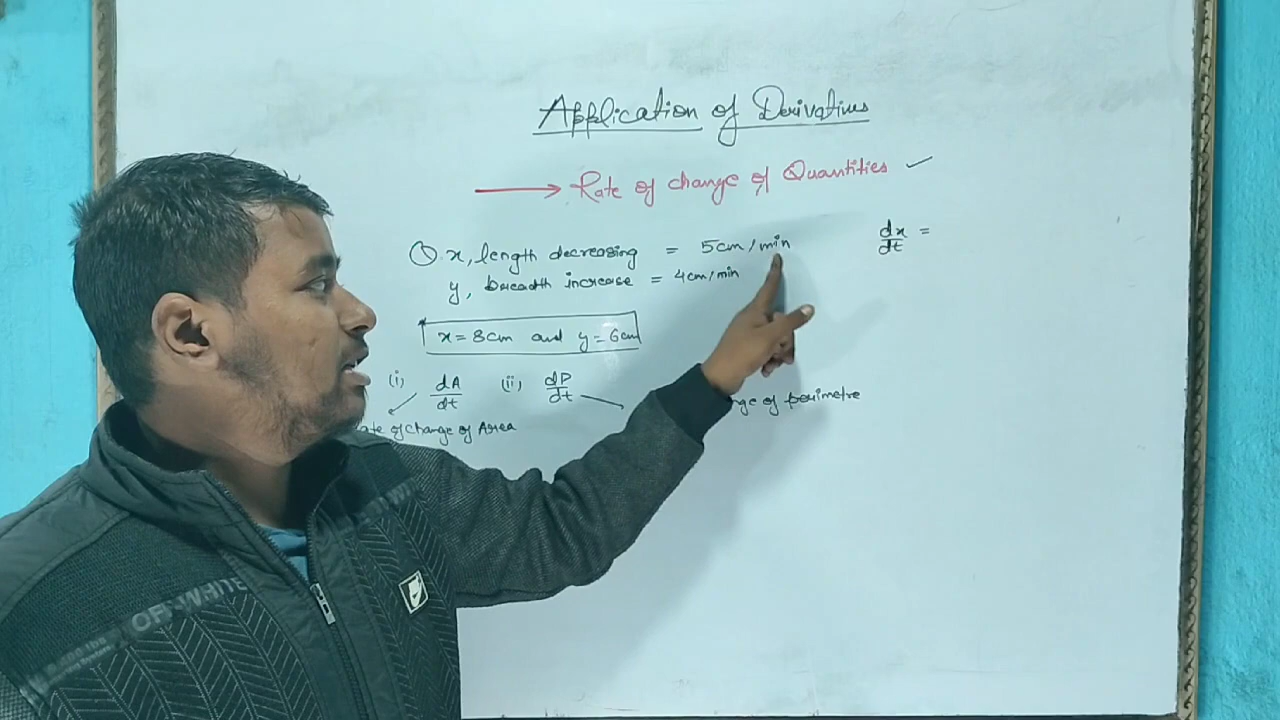 Application of Derivatives
→ Rate of change of Quantities ✓
① x, length decreasing = 5cm/min
y, breadth increase = 4cm/min
dx/dt =
x = 8cm and y = 6cm
(i) dA/dt (ii) dP/dt
of perimetre
of change of Area
OFF-WHITE